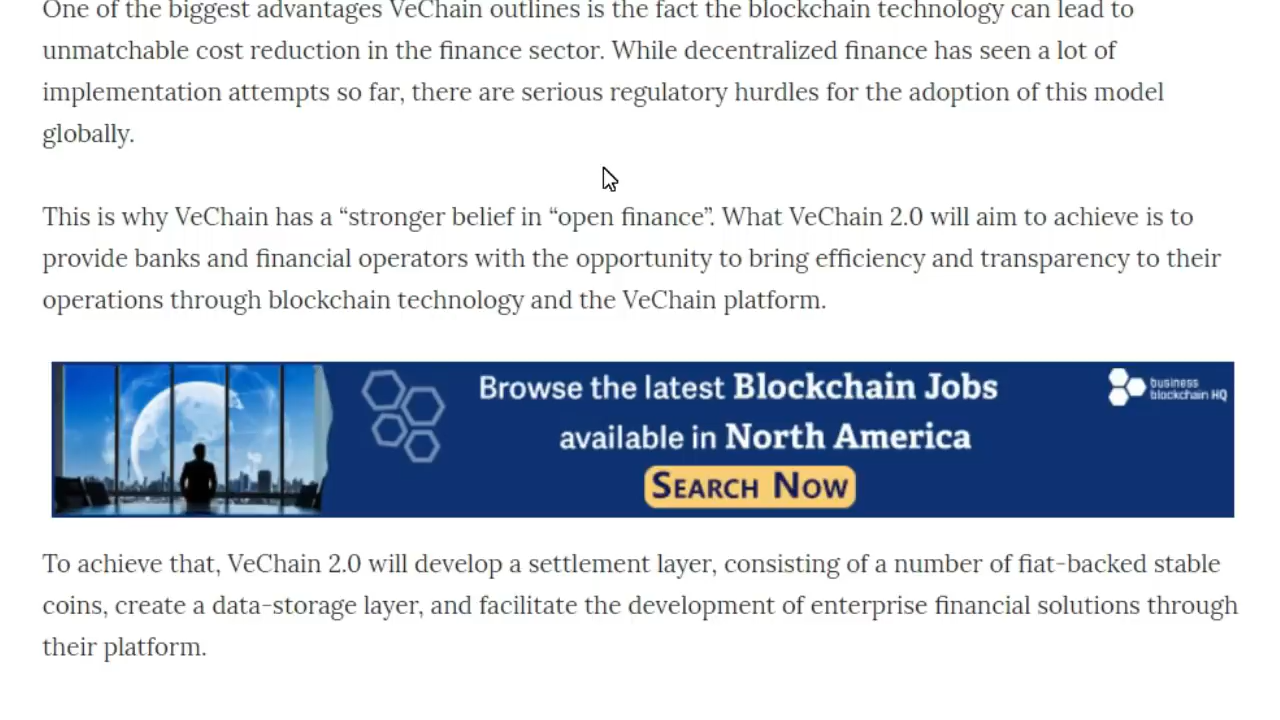 One of the biggest advantages VeChain outlines is the fact the blockchain technology can lead to
unmatchable cost reduction in the finance sector. While decentralized finance has seen a lot of
implementation attempts so far, there are serious regulatory hurdles for the adoption of this model
globally.
This is why VeChain has a “stronger belief in “open finance”. What VeChain 2.0 will aim to achieve is to
provide banks and financial operators with the opportunity to bring efficiency and transparency to their
operations through blockchain technology and the VeChain platform.
Browse the latest Blockchain Jobs
available in North America
SEARCH NOW
business
blockchain HQ
To achieve that, VeChain 2.0 will develop a settlement layer, consisting of a number of fiat-backed stable
coins, create a data-storage layer, and facilitate the development of enterprise financial solutions through
their platform.